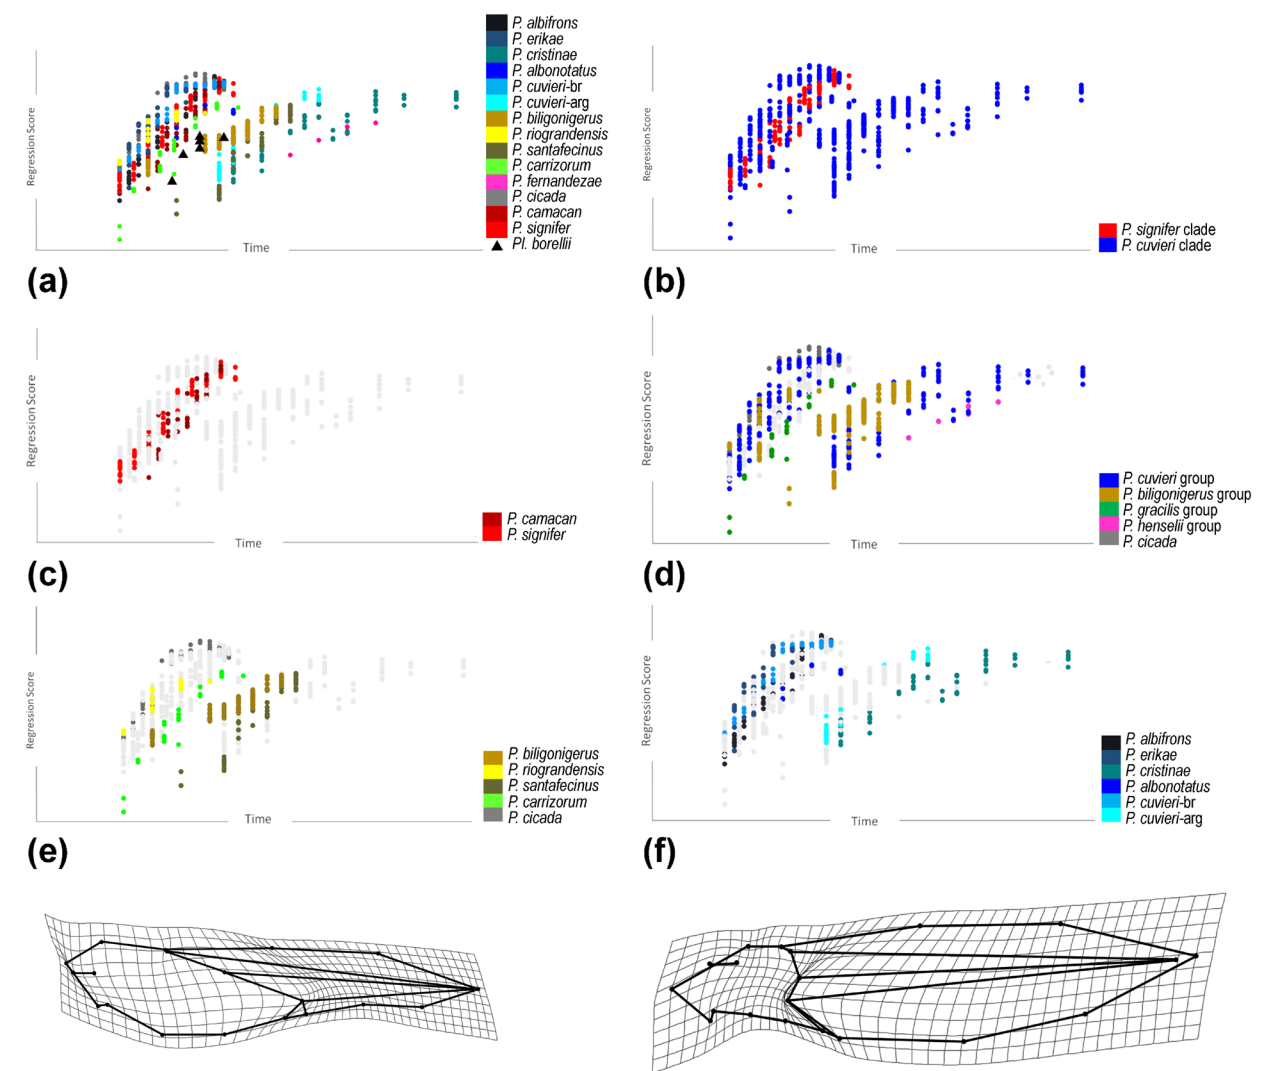 P. albifrons
P. erikae
P. cristinae
P. albonotatus
P. cuvieri-br
P. cuvieri-arg
P. biligonigerus
P. riograndensis
P. santafecinus
P. carrizorum
P. fernandezae
P. cicada
P. camacan
P. signifer
Pl. borellii
Regression Score
Time
(a)
Regression Score
P. signifer clade
P. cuvieri clade
Time
(b)
Regression Score
P. camacan
P. signifer
Time
(c)
Regression Score
P. cuvieri group
P. biligonigerus group
P. gracilis group
P. henselii group
P. cicada
Time
(d)
Regression Score
P. biligonigerus
P. riograndensis
P. santafecinus
P. carrizorum
P. cicada
Time
(e)
Regression Score
P. albifrons
P. erikae
P. cristinae
P. albonotatus
P. cuvieri-br
P. cuvieri-arg
Time
(f)